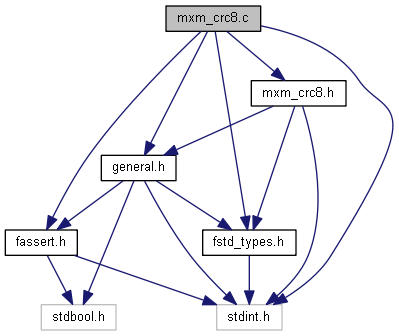 mxm_crc8.c
mxm_crc8.h
general.h
fassert.h
fstd_types.h
stdbool.h
stdint.h